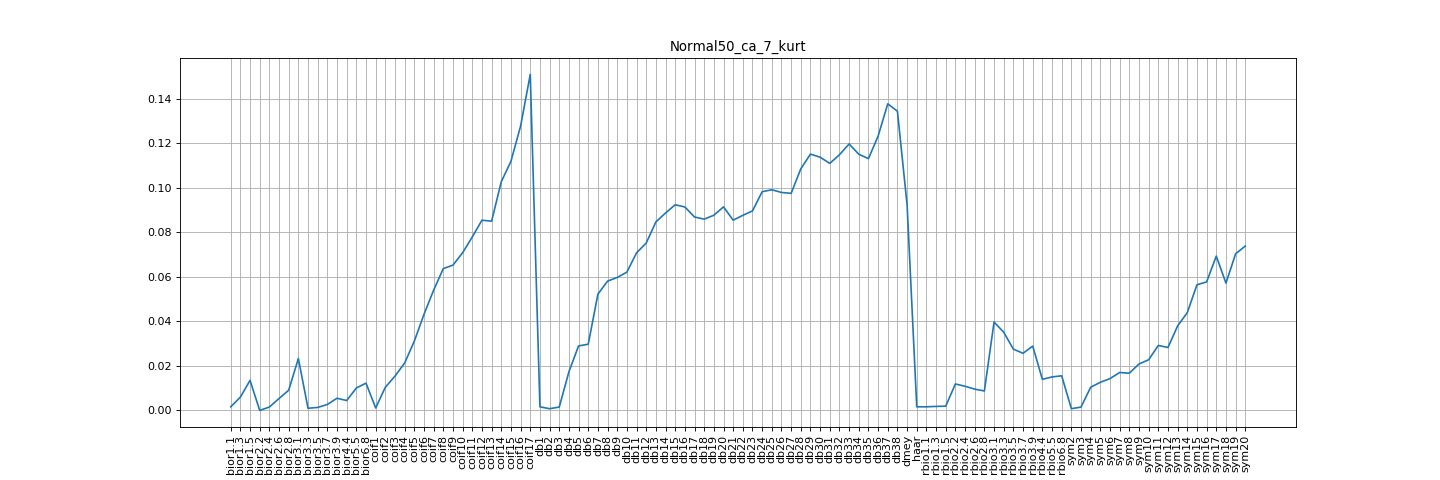 Normal50_ca_7_kurt
0.14
0.12
0.10
0.08
0.06
0.04
0.02
0.00
bior1.1
bior1.3
bior1.5
bior2.2
bior2.4
bior2.6
bior2.8
bior3.1
bior3.3
bior3.5
bior3.7
bior3.9
bior4.4
bior5.5
bior6.8
coif1
coif2
coif3
coif4
coif5
coif6
coif7
coif8
coif9
coif10
coif11
coif12
coif13
coif14
coif15
coif16
coif17
db1
db2
db3
db4
db5
db6
db7
db8
db9
db10
db11
db12
db13
db14
db15
db16
db17
db18
db19
db20
db21
db22
db23
db24
db25
db26
db27
db28
db29
db30
db31
db32
db33
db34
db35
db36
db37
db38
dmey
haar
rbio1.1
rbio1.3
rbio1.5
rbio2.2
rbio2.4
rbio2.6
rbio2.8
rbio3.1
rbio3.3
rbio3.5
rbio3.7
rbio3.9
rbio4.4
rbio5.5
rbio6.8
sym2
sym3
sym4
sym5
sym6
sym7
sym8
sym9
sym10
sym11
sym12
sym13
sym14
sym15
sym16
sym17
sym18
sym19
sym20